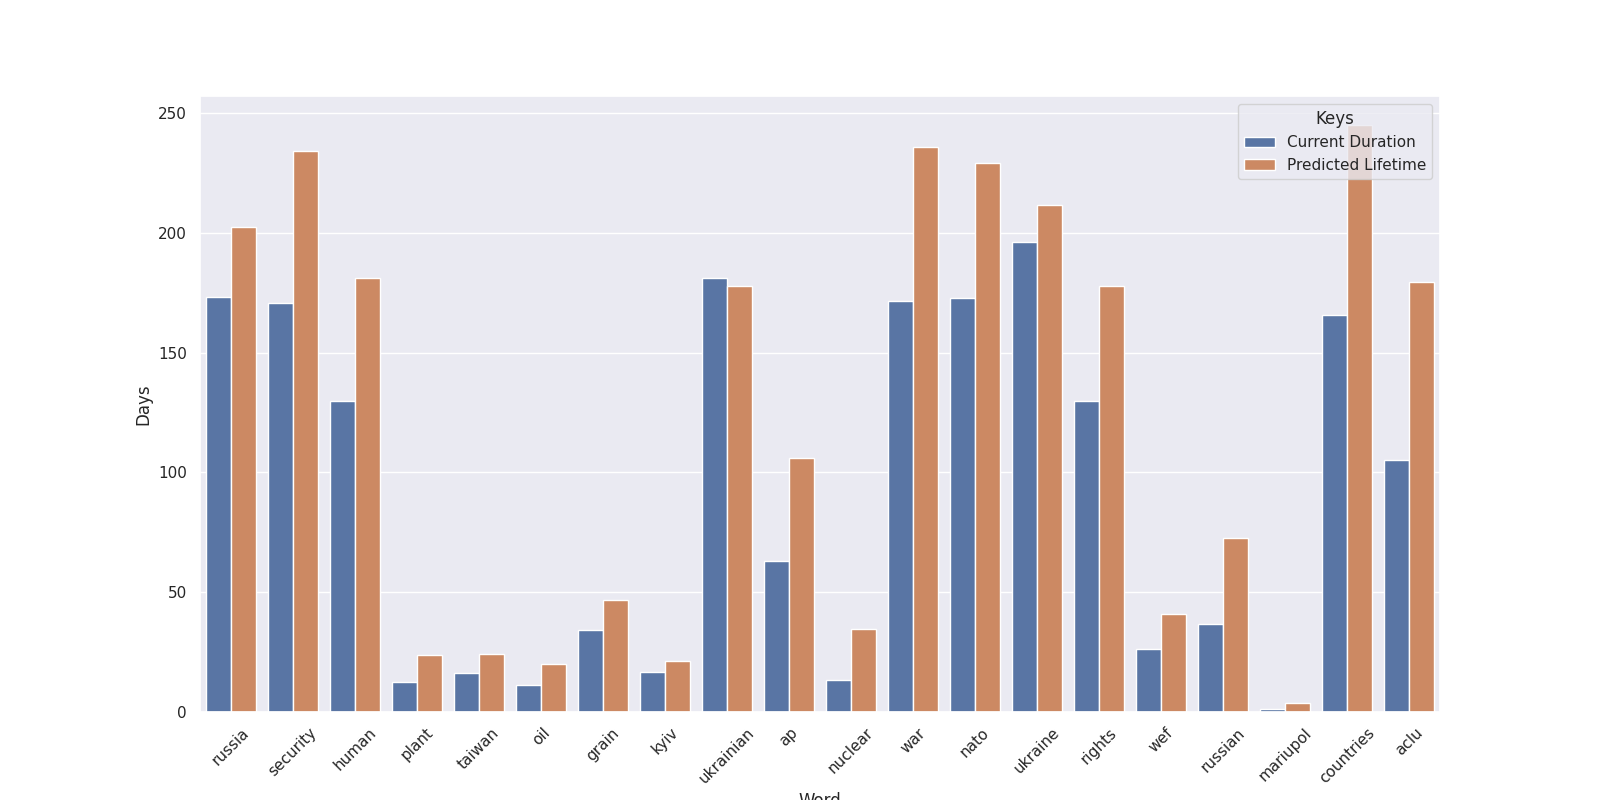 250
200
150
100
50
0
Days
Keys
Current Duration
Predicted Lifetime
russia
security
human
plant
taiwan
oil
grain
kyiv
ukrainian
ap
nuclear
war
nato
ukraine
rights
wef
russian
mariupol
countries
aclu
Word